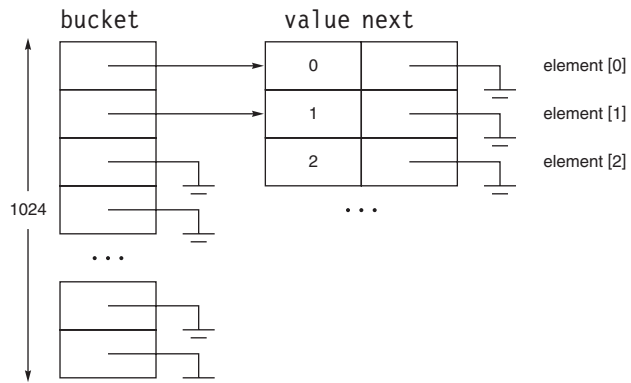 bucket value next
0 element [0]
1 element [1]
2 element [2]
1024 ...
...